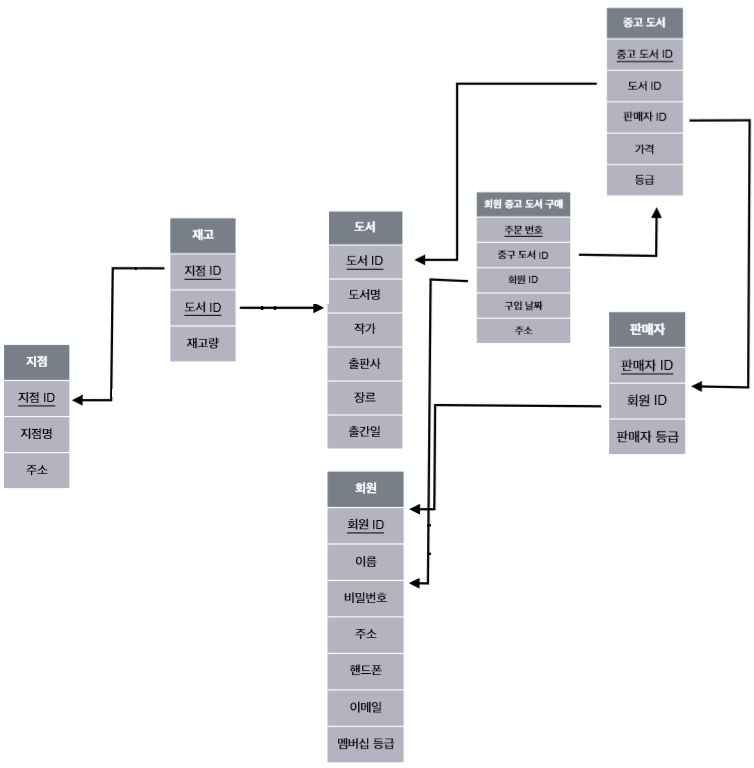 중고 도서
중고 도서 ID
도서 ID
판매자 ID
가격
등급
회원 중고 도서 구매
주문 번호
중구 도서 ID
회원 ID
구입 날짜
주소
도서
도서 ID
도서명
작가
출판사
장르
출간일
재고
지점 ID
도서 ID
재고량
판매자
판매자 ID
회원 ID
판매자 등급
지점
지점 ID
지점명
주소
회원
회원 ID
이름
비밀번호
주소
핸드폰
이메일
멤버십 등급